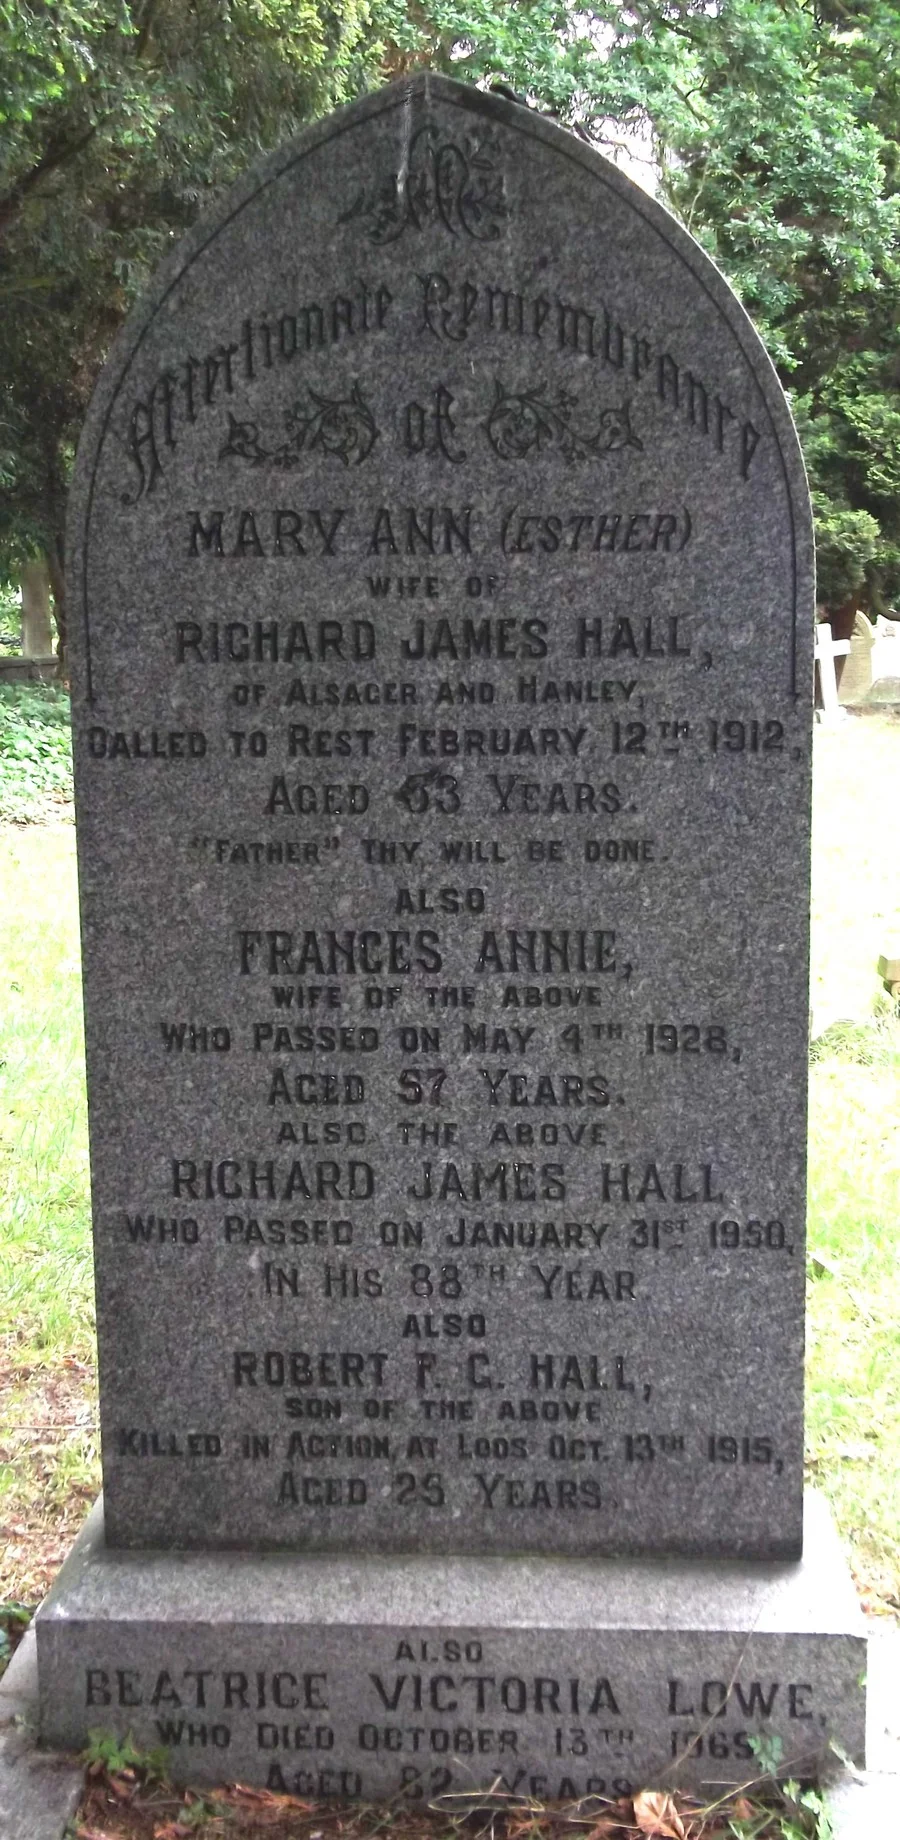 In
Affectionate Remembrance
of
MARY ANN (ESTHER)
WIFE OF
RICHARD JAMES HALL,
OF ALSAGER AND HANLEY,
CALLED TO REST FEBRUARY 12TH 1912,
AGED 53 YEARS.
"FATHER" THY WILL BE DONE.
ALSO
FRANCES ANNIE,
WIFE OF THE ABOVE
WHO PASSED ON MAY 4TH 1928,
AGED 57 YEARS.
ALSO THE ABOVE
RICHARD JAMES HALL
WHO PASSED ON JANUARY 31ST 1950,
IN HIS 88TH YEAR
ALSO
ROBERT F. C. HALL,
SON OF THE ABOVE
KILLED IN ACTION, AT LOOS OCT. 13TH 1915,
AGED 25 YEARS
ALSO
BEATRICE VICTORIA LOWE,
WHO DIED OCTOBER 13TH 1969
AGED 82 YEARS